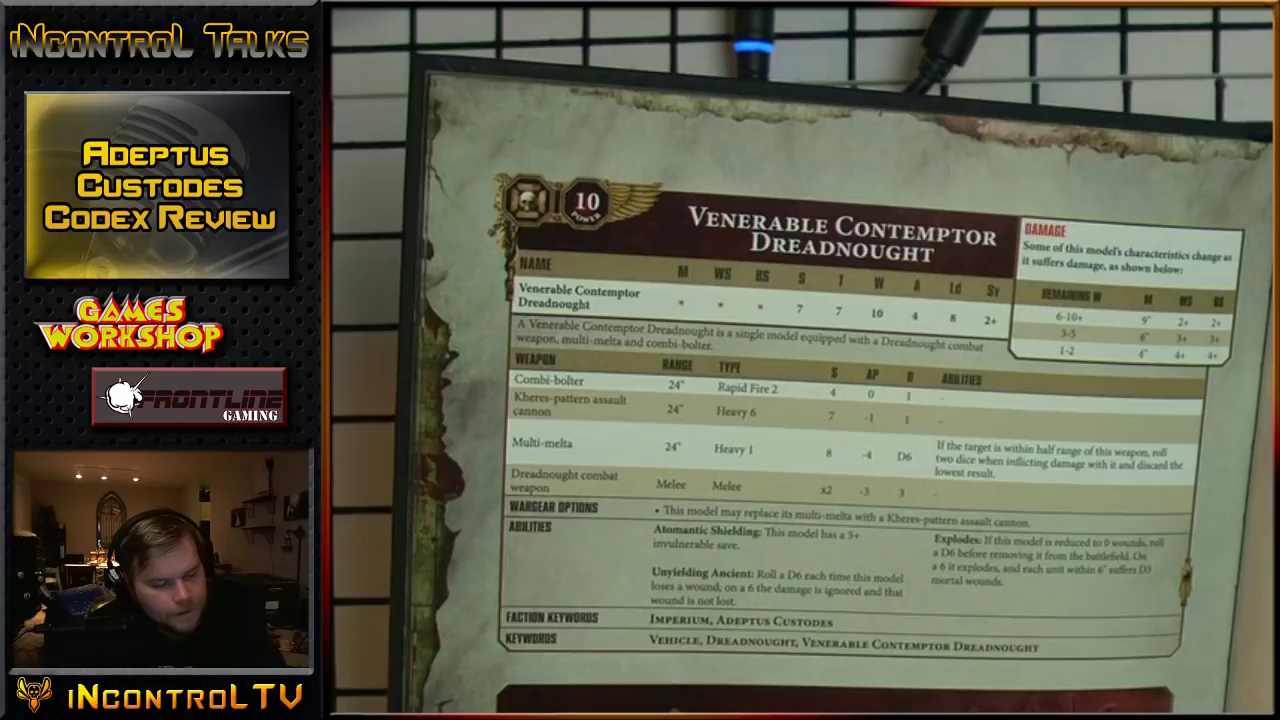 iNcontroL Talks
Adeptus
Custodes
Codex Review
GAMES
WORKSHOP
FRONTLINE
GAMING
iNcontroLTV
10
POWER
Venerable Contemptor
Dreadnought
DAMAGE
Some of this model's characteristics change as
it suffers damage, as shown below:
REMAINING W M WS BS
6-10+ 9" 2+ 2+
3-5 6" 3+ 3+
1-2 4" 4+ 4+
NAME M WS BS S T W A Ld Sv
Venerable Contemptor
Dreadnought * * * 7 7 10 4 8 2+
A Venerable Contemptor Dreadnought is a single model equipped with a Dreadnought combat
weapon, multi-melta and combi-bolter.
WEAPON RANGE TYPE S AP D ABILITIES
Combi-bolter 24" Rapid Fire 2 4 0 1 -
Kheres-pattern assault
cannon 24" Heavy 6 7 -1 1 -
Multi-melta 24" Heavy 1 8 -4 D6 If the target is within half range of this weapon, roll
two dice when inflicting damage with it and discard the
lowest result.
Dreadnought combat
weapon Melee Melee x2 -3 3 -
WARGEAR OPTIONS • This model may replace its multi-melta with a Kheres-pattern assault cannon.
ABILITIES
Atomantic Shielding: This model has a 5+
invulnerable save.
Unyielding Ancient: Roll a D6 each time this model
loses a wound; on a 6 the damage is ignored and that
wound is not lost.
Explodes: If this model is reduced to 0 wounds, roll
a D6 before removing it from the battlefield. On
a 6 it explodes, and each unit within 6" suffers D3
mortal wounds.
FACTION KEYWORDS Imperium, Adeptus Custodes
KEYWORDS Vehicle, Dreadnought, Venerable Contemptor Dreadnought